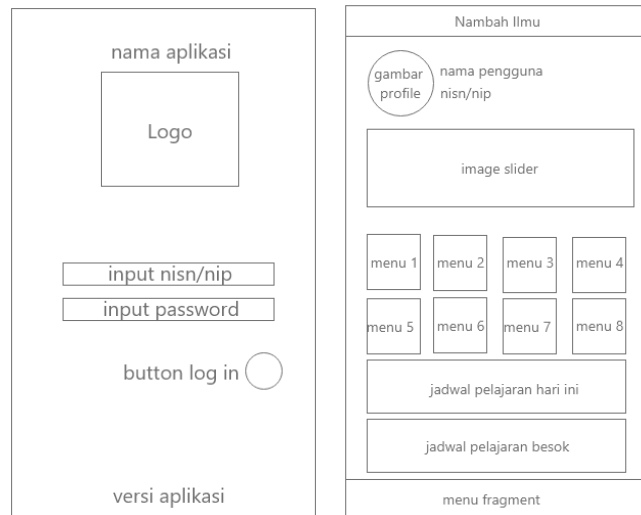 nama aplikasi
Logo
input nisn/nip
input password
button log in
versi aplikasi
Nambah Ilmu
gambar
profile
nama pengguna
nisn/nip
image slider
menu 1
menu 2
menu 3
menu 4
menu 5
menu 6
menu 7
menu 8
jadwal pelajaran hari ini
jadwal pelajaran besok
menu fragment